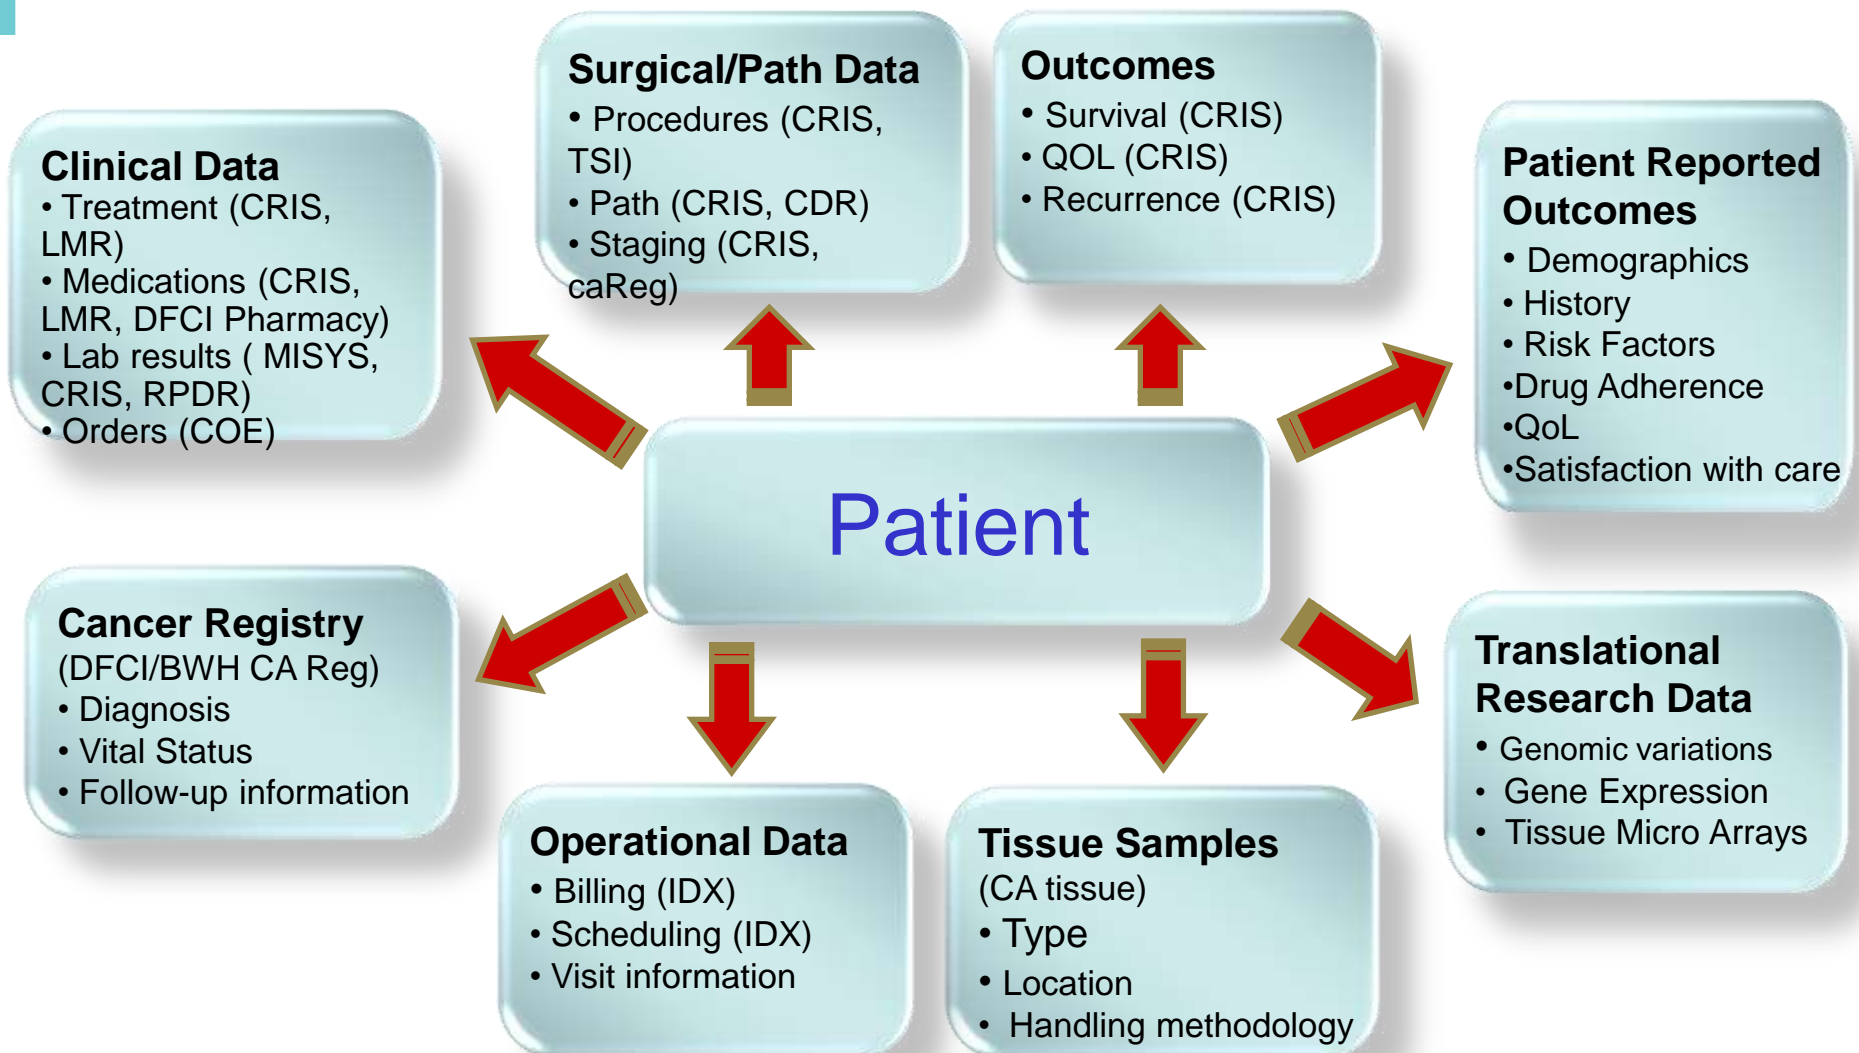 Surgical/Path Data
• Procedures (CRIS,
TSI)
• Path (CRIS, CDR)
• Staging (CRIS,
caReg)
Outcomes
• Survival (CRIS)
• QOL (CRIS)
• Recurrence (CRIS)
Clinical Data
• Treatment (CRIS,
LMR)
• Medications (CRIS,
LMR, DFCI Pharmacy)
• Lab results ( MISYS,
CRIS, RPDR)
• Orders (COE)
Patient Reported
Outcomes
• Demographics
• History
• Risk Factors
•Drug Adherence
•QoL
•Satisfaction with care
Patient
Cancer Registry
(DFCI/BWH CA Reg)
• Diagnosis
• Vital Status
• Follow-up information
Translational
Research Data
• Genomic variations
• Gene Expression
• Tissue Micro Arrays
Operational Data
• Billing (IDX)
• Scheduling (IDX)
• Visit information
Tissue Samples
(CA tissue)
• Type
• Location
• Handling methodology